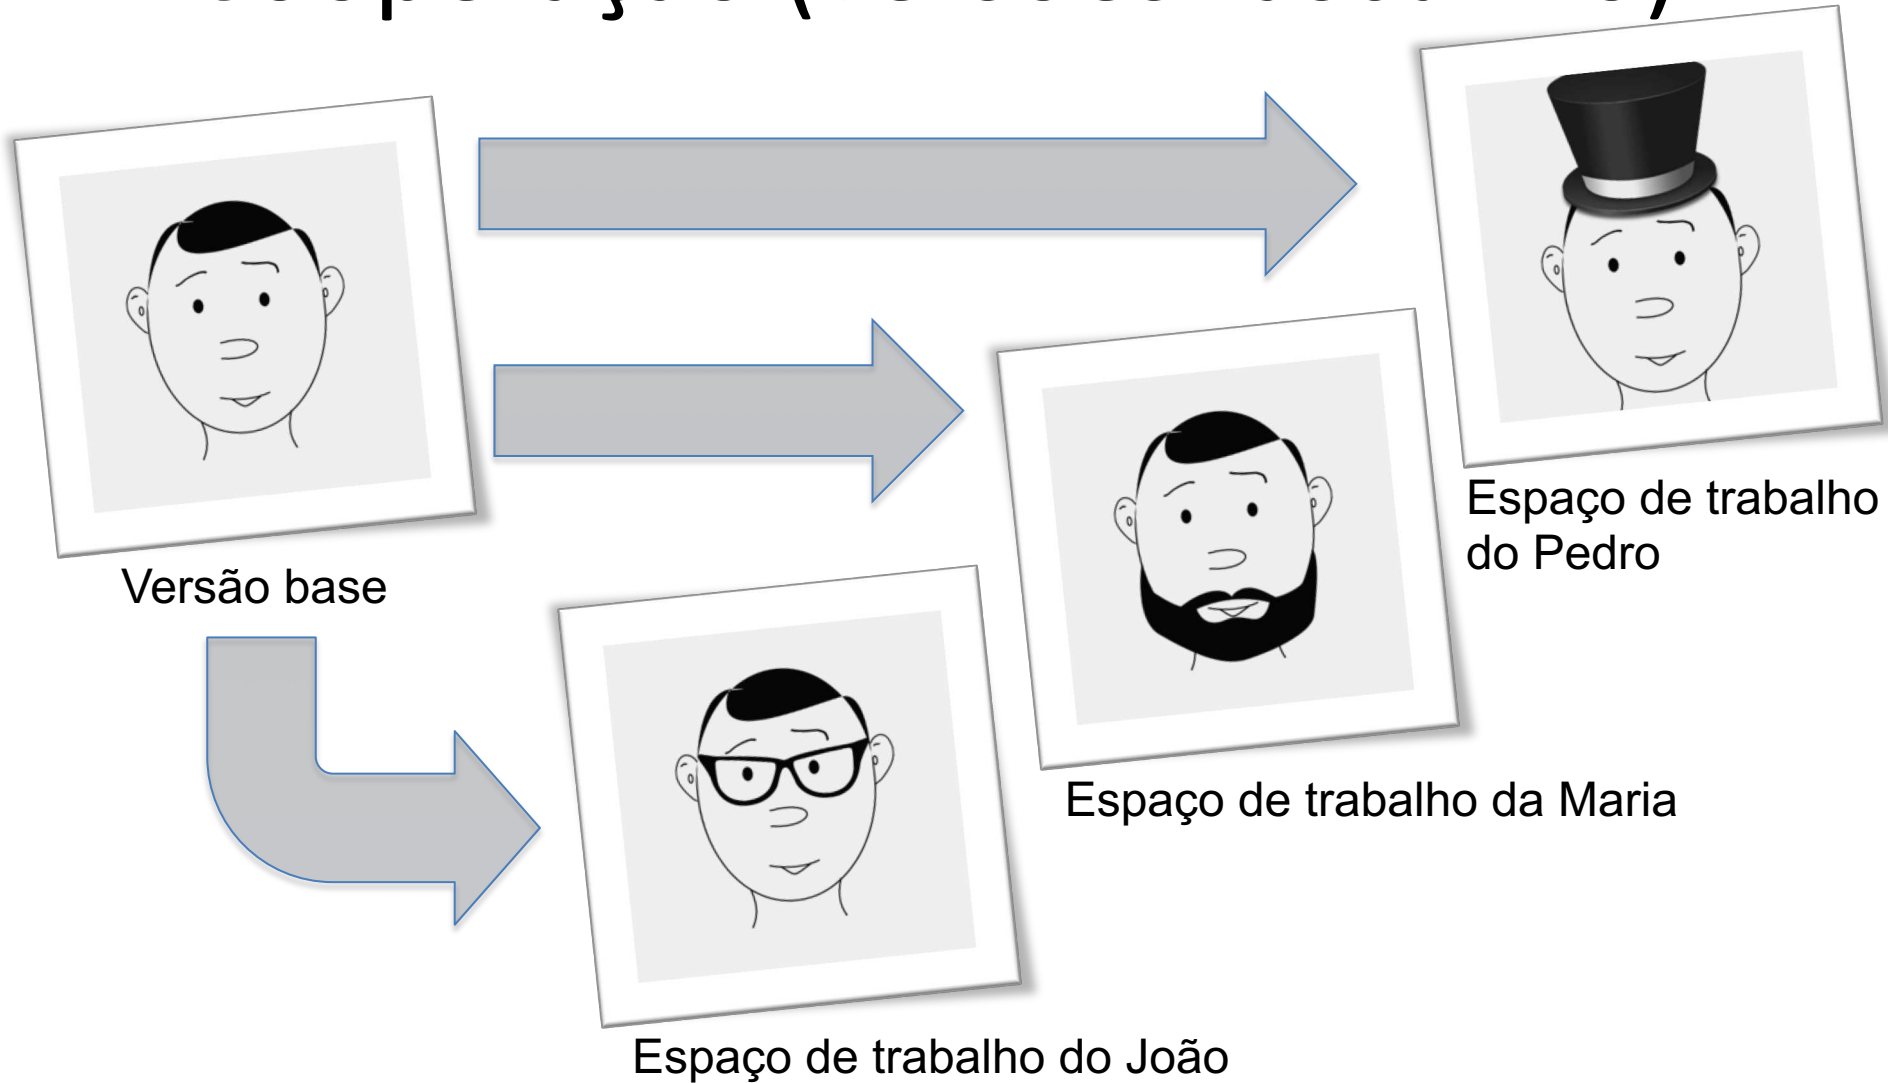 Espaço de trabalho
do Pedro
Versão base
Espaço de trabalho da Maria
Espaço de trabalho do João